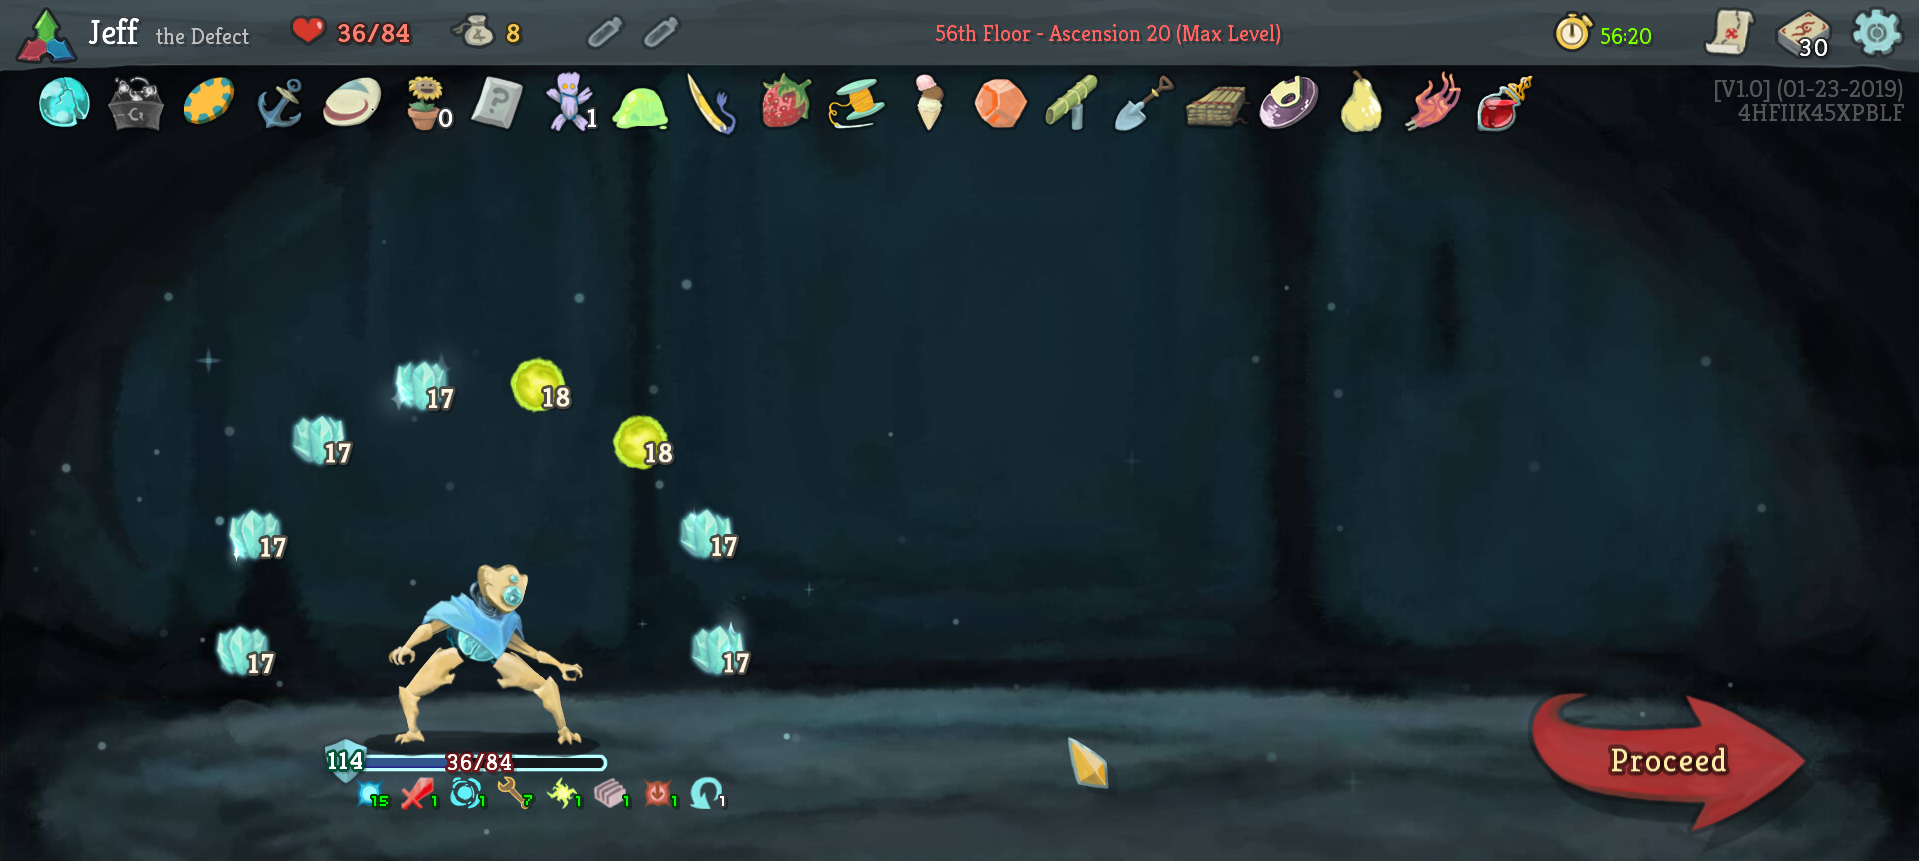 Jeff the Defect 36/84 8 56th Floor - Ascension 20 (Max Level) 56:20 30
[V1.0] (01-23-2019)
4HFIIK45XPBLF
0 1
17 18
17 18
17 17
17 17
114 36/84
15 1 1 7 1 1 1 1
Proceed